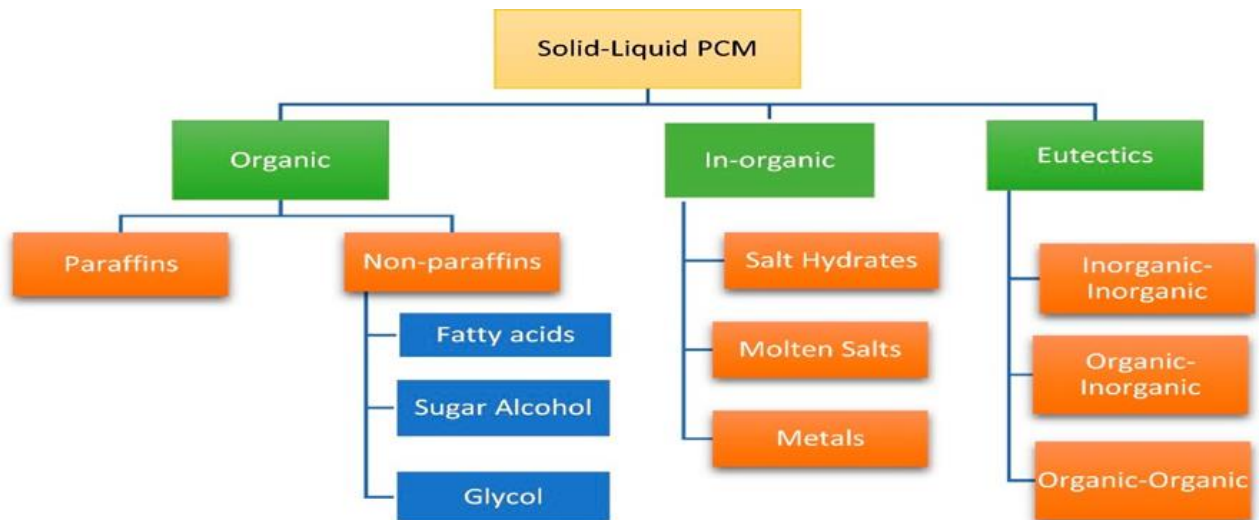 Solid-Liquid PCM
Organic
In-organic
Eutectics
Paraffins
Non-paraffins
Fatty acids
Sugar Alcohol
Glycol
Salt Hydrates
Molten Salts
Metals
Inorganic-
Inorganic
Organic-
Inorganic
Organic-Organic